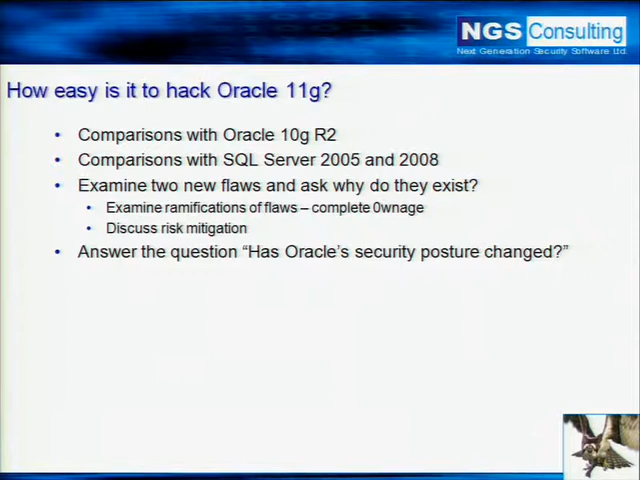 NGS Consulting
Next Generation Security Software Ltd.
How easy is it to hack Oracle 11g?
• Comparisons with Oracle 10g R2
• Comparisons with SQL Server 2005 and 2008
• Examine two new flaws and ask why do they exist?
• Examine ramifications of flaws – complete 0wnage
• Discuss risk mitigation
• Answer the question “Has Oracle’s security posture changed?”